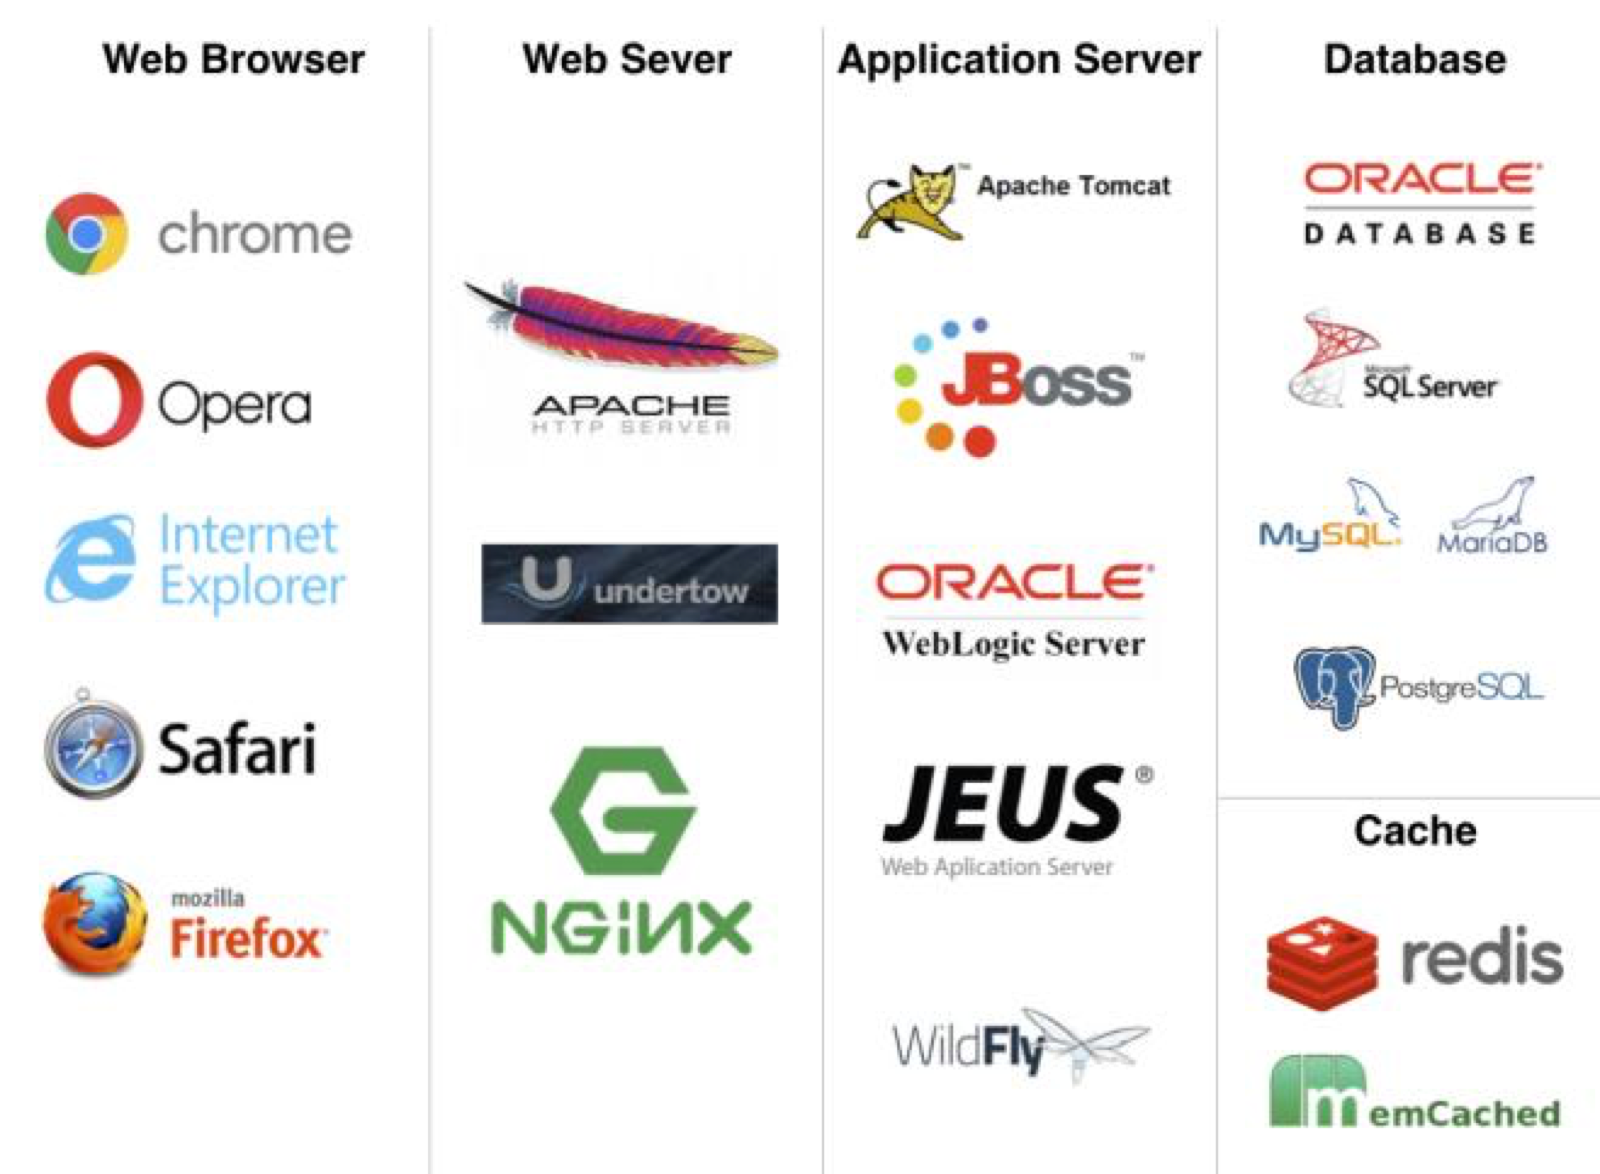 Web Browser
chrome
Opera
Internet
Explorer
Safari
mozilla
Firefox
Web Sever
APACHE
HTTP SERVER
U undertow
NGiNX
Application Server
Apache Tomcat
JBoss™
ORACLE®
WebLogic Server
JEUS®
Web Aplication Server
WildFly
Database
ORACLE®
DATABASE
Microsoft
SQL Server
MySQL®
MariaDB
PostgreSQL
Cache
redis
memCached